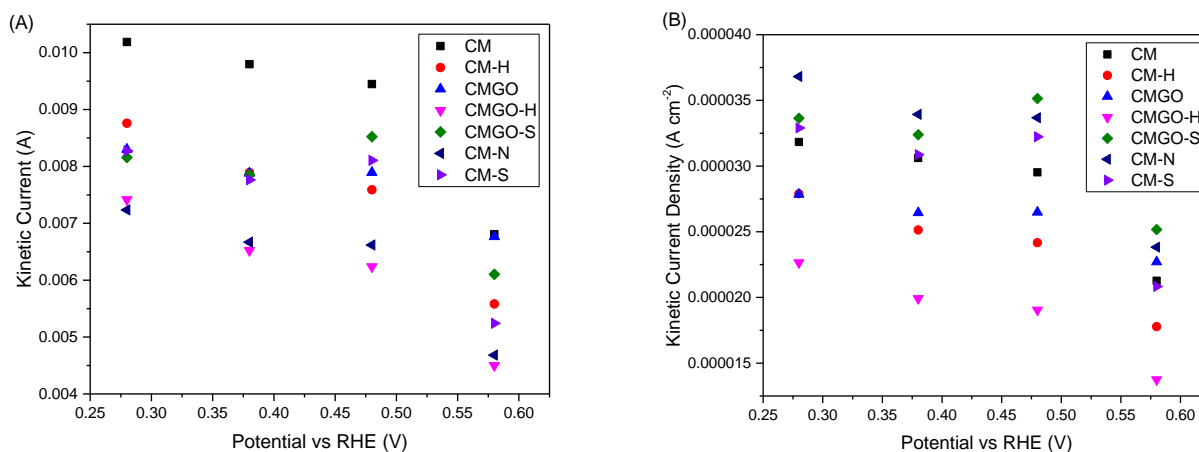 (A)
0.010
0.009
0.008
0.007
0.006
0.005
0.004
Kinetic Current (A)
0.25 0.30 0.35 0.40 0.45 0.50 0.55 0.60
Potential vs RHE (V)
CM
CM-H
CMGO
CMGO-H
CMGO-S
CM-N
CM-S
(B)
0.000040
0.000035
0.000030
0.000025
0.000020
0.000015
Kinetic Current Density (A cm⁻²)
0.25 0.30 0.35 0.40 0.45 0.50 0.55 0.60
Potential vs RHE (V)
CM
CM-H
CMGO
CMGO-H
CMGO-S
CM-N
CM-S